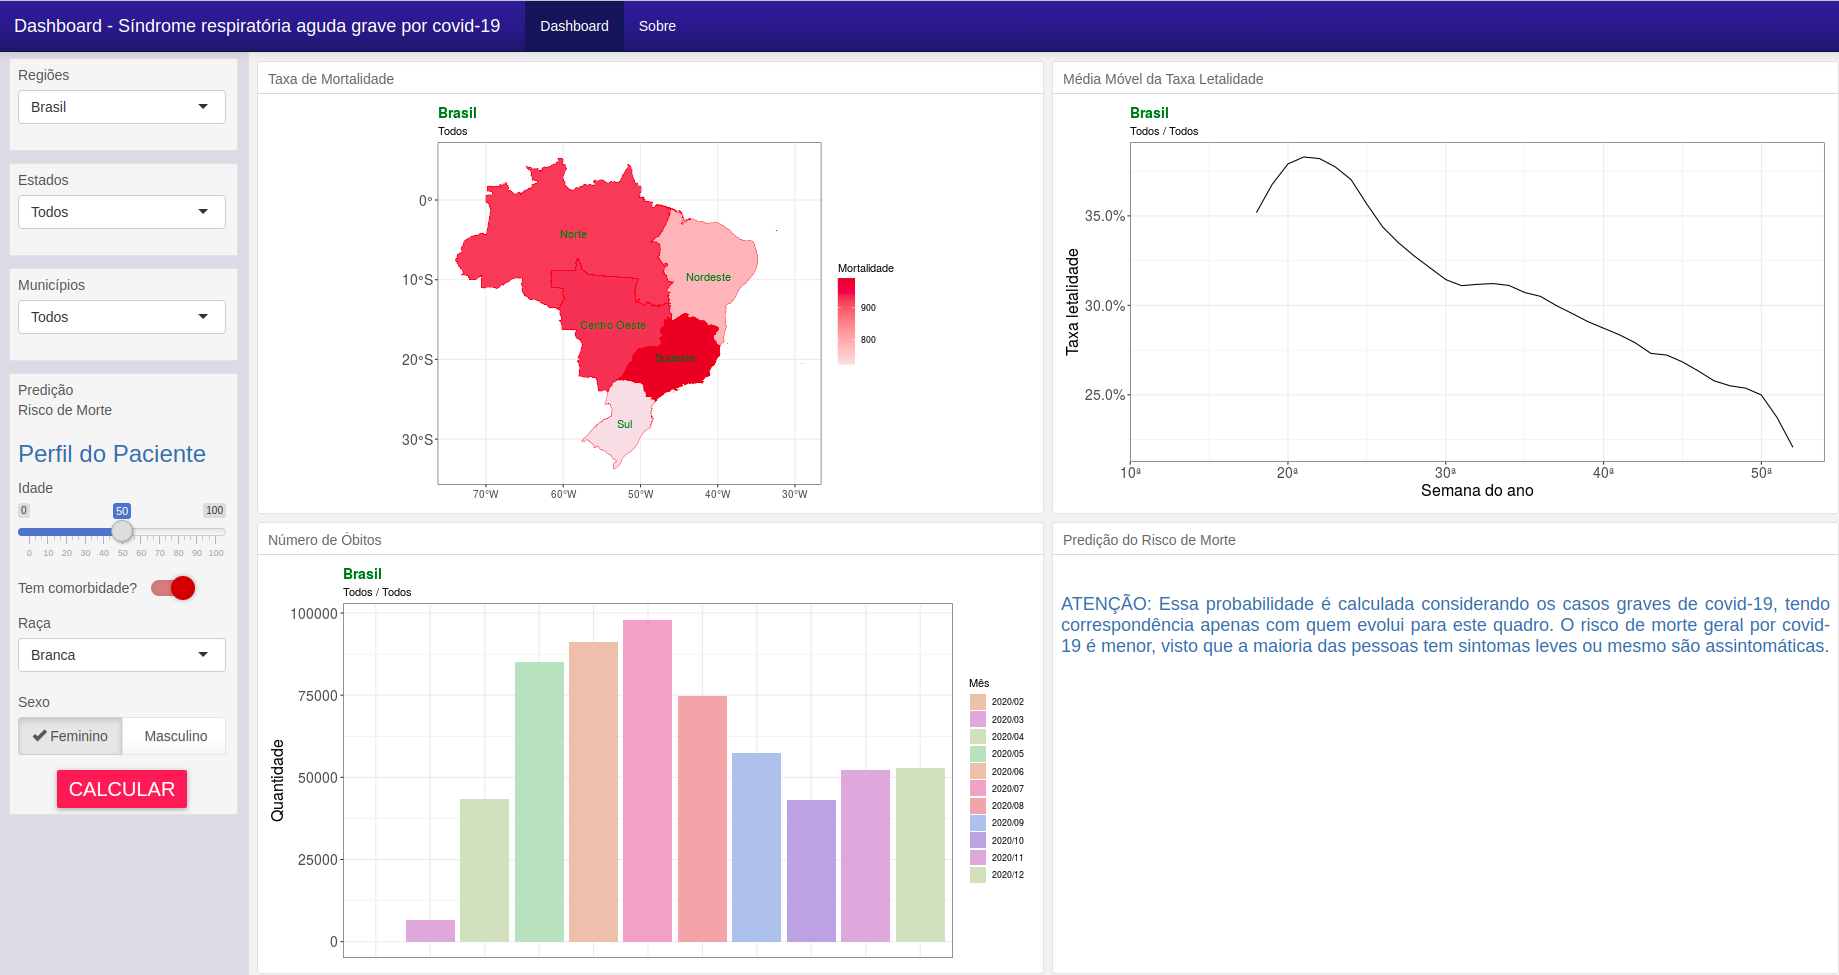 Dashboard - Síndrome respiratória aguda grave por covid-19
Dashboard
Sobre
Regiões
Brasil
Estados
Todos
Municípios
Todos
Predição
Risco de Morte
Perfil do Paciente
Idade
0
50
100
0 10 20 30 40 50 60 70 80 90 100
Tem comorbidade?
Raça
Branca
Sexo
Feminino
Masculino
CALCULAR
Taxa de Mortalidade
Brasil
Todos
0°
10°S
20°S
30°S
70°W 60°W 50°W 40°W 30°W
Norte
Nordeste
Centro Oeste
Sudeste
Sul
Mortalidade
900
800
Média Móvel da Taxa Letalidade
Brasil
Todos / Todos
Taxa letalidade
35.0%
30.0%
25.0%
10ª 20ª 30ª 40ª 50ª
Semana do ano
Número de Óbitos
Brasil
Todos / Todos
Quantidade
100000
75000
50000
25000
0
Mês
2020/02
2020/03
2020/04
2020/05
2020/06
2020/07
2020/08
2020/09
2020/10
2020/11
2020/12
Predição do Risco de Morte
ATENÇÃO: Essa probabilidade é calculada considerando os casos graves de covid-19, tendo
correspondência apenas com quem evolui para este quadro. O risco de morte geral por covid-
19 é menor, visto que a maioria das pessoas tem sintomas leves ou mesmo são assintomáticas.